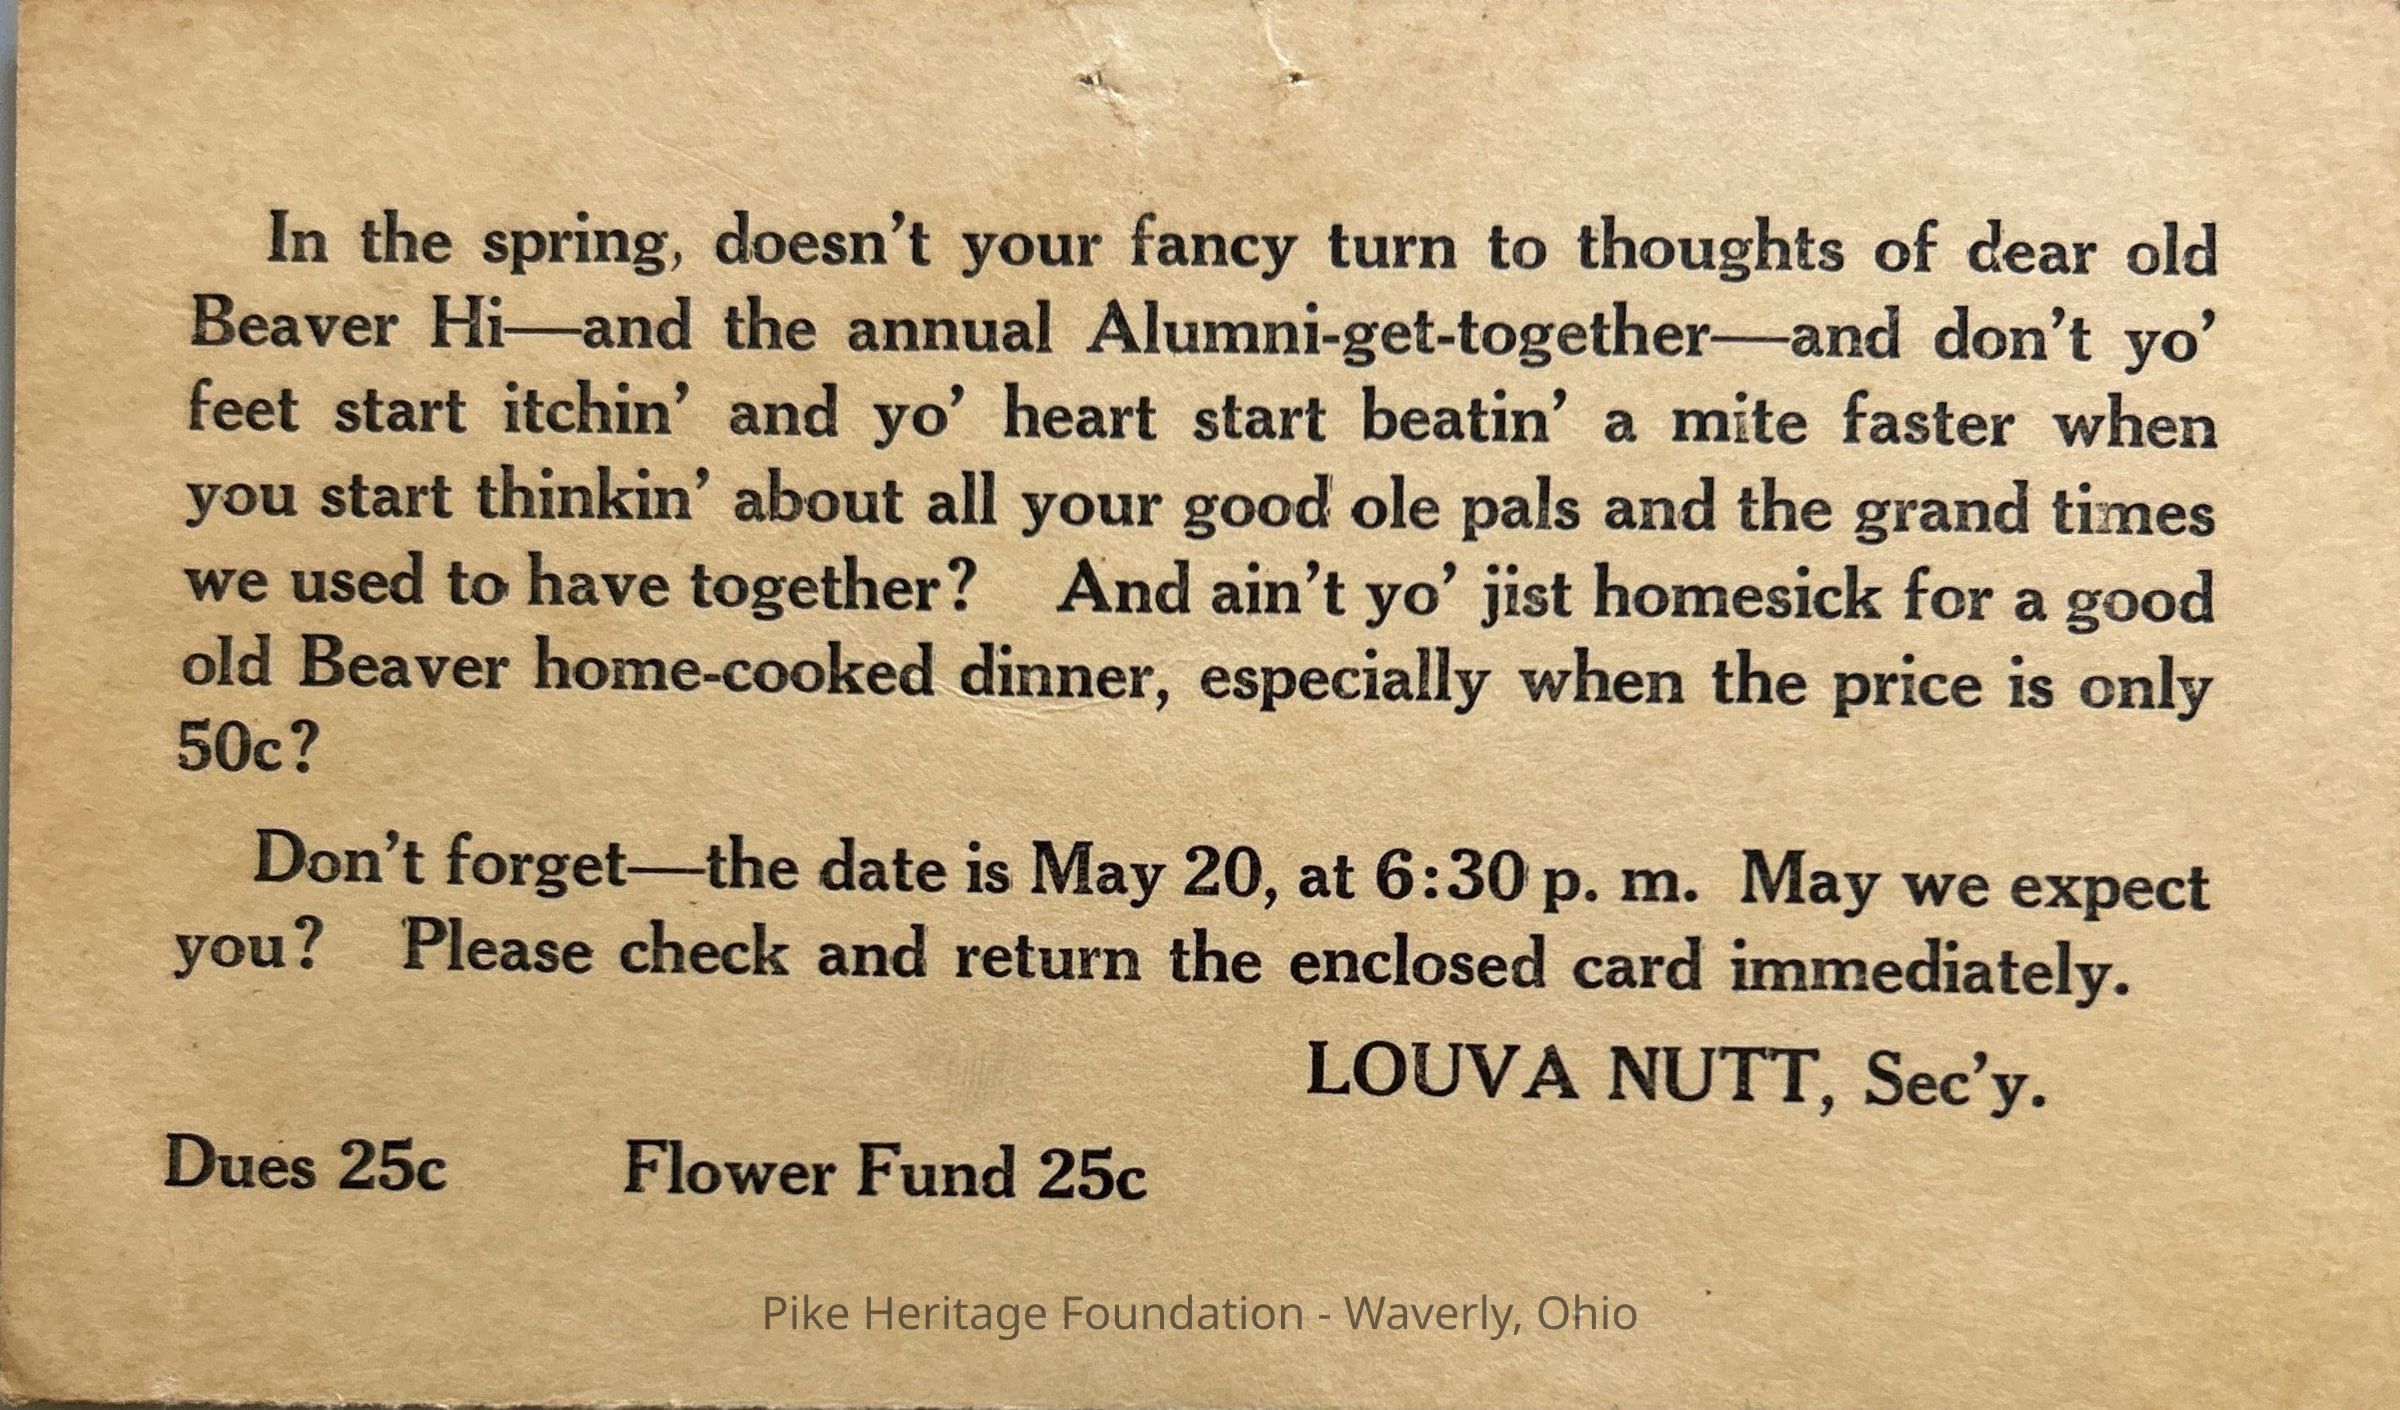 In the spring, doesn't your fancy turn to thoughts of dear old
Beaver Hi—and the annual Alumni-get-together—and don't yo'
feet start itchin' and yo' heart start beatin' a mite faster when
you start thinkin' about all your good ole pals and the grand times
we used to have together? And ain't yo' jist homesick for a good
old Beaver home-cooked dinner, especially when the price is only
50c?
Don't forget—the date is May 20, at 6:30 p. m. May we expect
you? Please check and return the enclosed card immediately.
LOUVA NUTT, Sec'y.
Dues 25c Flower Fund 25c
Pike Heritage Foundation - Waverly, Ohio